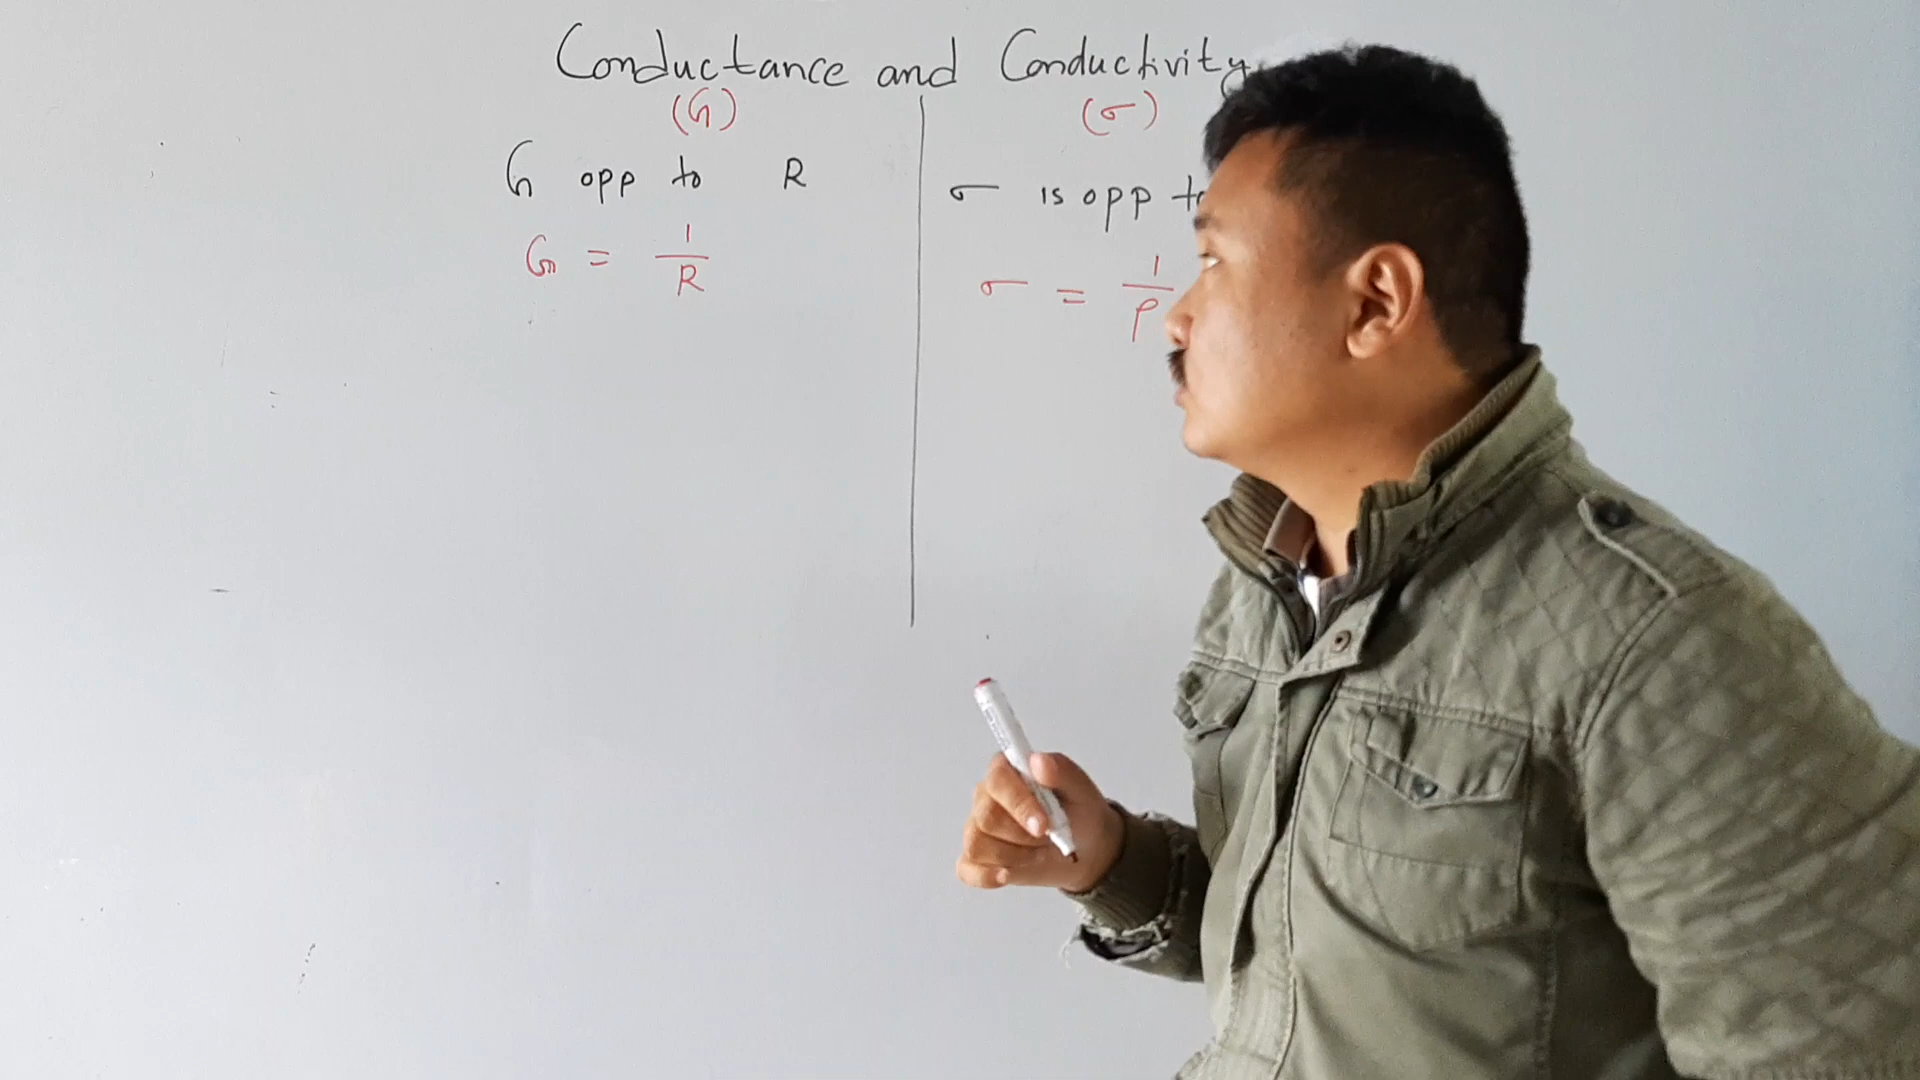 Conductance and Conductivity
(G) (σ)
G opp to R
G = 1/R
σ is opp to
σ = 1/ρ